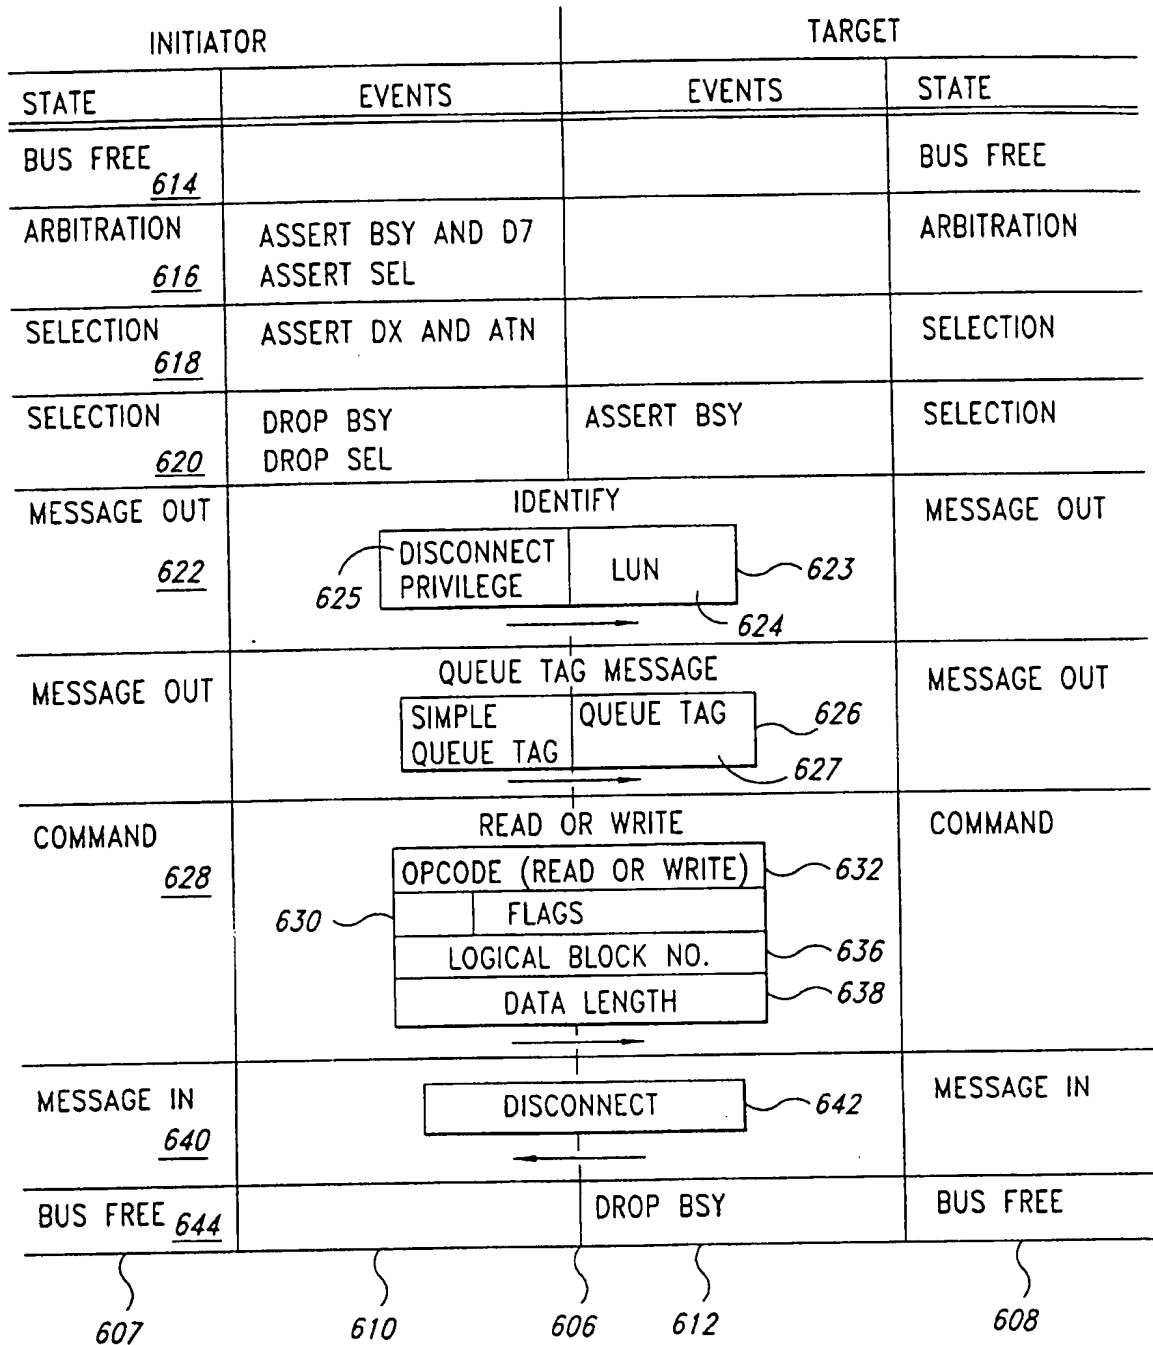 INITIATOR
TARGET
STATE
EVENTS
EVENTS
STATE
BUS FREE
614
BUS FREE
ARBITRATION
616
ASSERT BSY AND D7
ASSERT SEL
ARBITRATION
SELECTION
618
ASSERT DX AND ATN
SELECTION
SELECTION
620
DROP BSY
DROP SEL
ASSERT BSY
SELECTION
MESSAGE OUT
622
IDENTIFY
DISCONNECT
PRIVILEGE
LUN
623
625
624
MESSAGE OUT
MESSAGE OUT
QUEUE TAG MESSAGE
SIMPLE
QUEUE TAG
QUEUE TAG
626
627
MESSAGE OUT
COMMAND
628
READ OR WRITE
OPCODE (READ OR WRITE)
632
630
FLAGS
LOGICAL BLOCK NO.
636
DATA LENGTH
638
COMMAND
MESSAGE IN
640
DISCONNECT
642
MESSAGE IN
BUS FREE
644
DROP BSY
BUS FREE
607
610
606
612
608